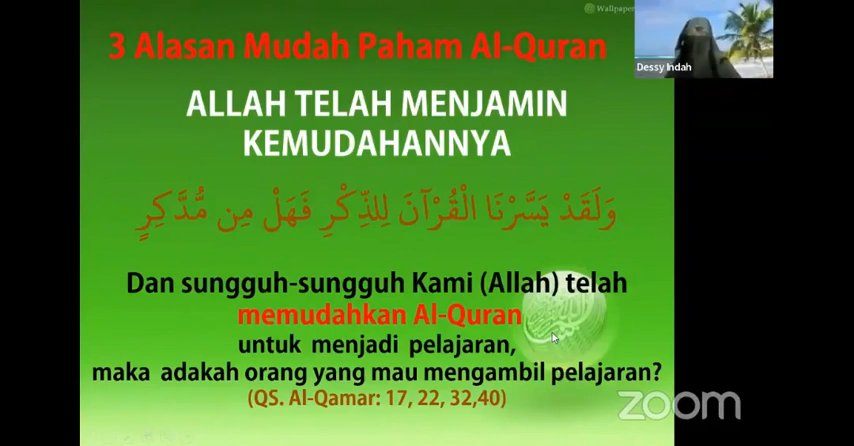 Wallpaper
3 Alasan Mudah Paham Al-Quran
Dessy Indah
ALLAH TELAH MENJAMIN
KEMUDAHANNYA
وَلَقَدْ يَسَّرْنَا الْقُرْآنَ لِلذِّكْرِ فَهَلْ مِن مُّدَّكِرٍ
Dan sungguh-sungguh Kami (Allah) telah
memudahkan Al-Quran
untuk menjadi pelajaran,
maka adakah orang yang mau mengambil pelajaran?
(QS. Al-Qamar: 17, 22, 32,40)
zoom